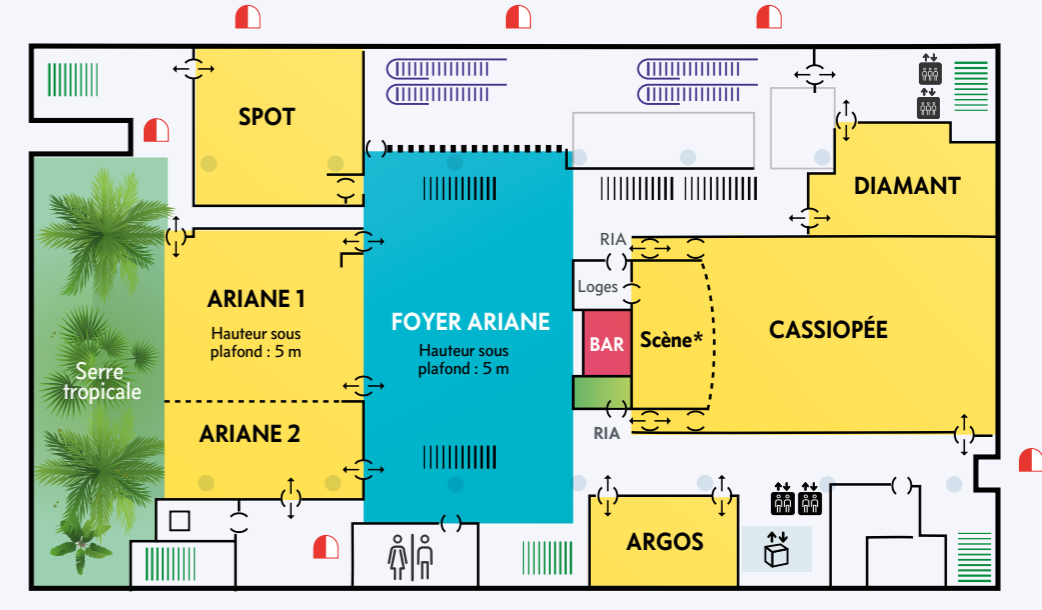 SPOT
DIAMANT
RIA
ARIANE 1
Hauteur sous
plafond : 5 m
Loges
FOYER ARIANE
Hauteur sous
plafond : 5 m
BAR
Scène*
CASSIOPÉE
Serre
tropicale
ARIANE 2
RIA
ARGOS